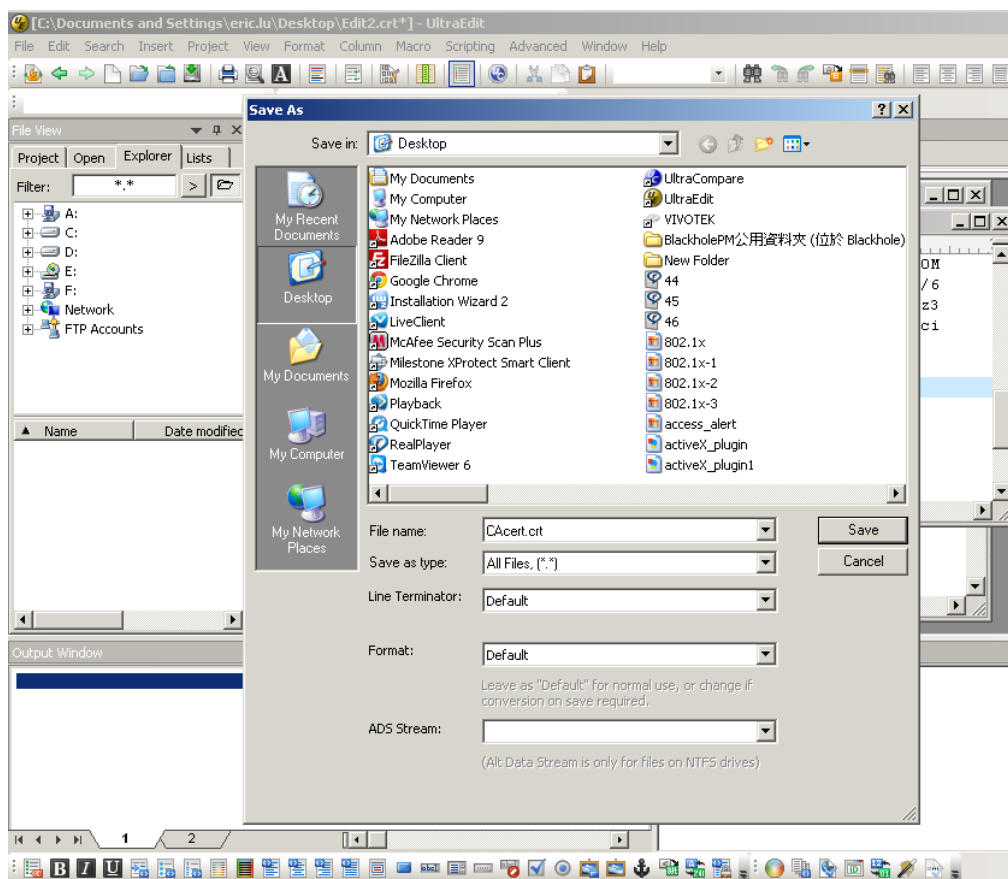 [C:\Documents and Settings\eric.lu\Desktop\Edit2.crt*] - UltraEdit
File Edit Search Insert Project View Format Column Macro Scripting Advanced Window Help
File View
Project Open Explorer Lists
Filter: *.* >
A:
C:
D:
E:
F:
Network
FTP Accounts
Name Date modified
Save As
Save in: Desktop
My Recent Documents
Desktop
My Documents
My Computer
My Network Places
My Documents
My Computer
My Network Places
Adobe Reader 9
FileZilla Client
Google Chrome
Installation Wizard 2
LiveClient
McAfee Security Scan Plus
Milestone XProtect Smart Client
Mozilla Firefox
Playback
QuickTime Player
RealPlayer
TeamViewer 6
UltraCompare
UltraEdit
VIVOTEK
BlackholePM公用資料夾 (位於 Blackhole)
New Folder
44
45
46
802.1x
802.1x-1
802.1x-2
802.1x-3
access_alert
activeX_plugin
activeX_plugin1
File name: CAcert.crt Save
Save as type: All Files, (*.*) Cancel
Line Terminator: Default
Format: Default
Leave as "Default" for normal use, or change if
conversion on save required.
ADS Stream:
(Alt Data Stream is only for files on NTFS drives)
OM
/6
z3
ci
Output Window
1 2
B I U